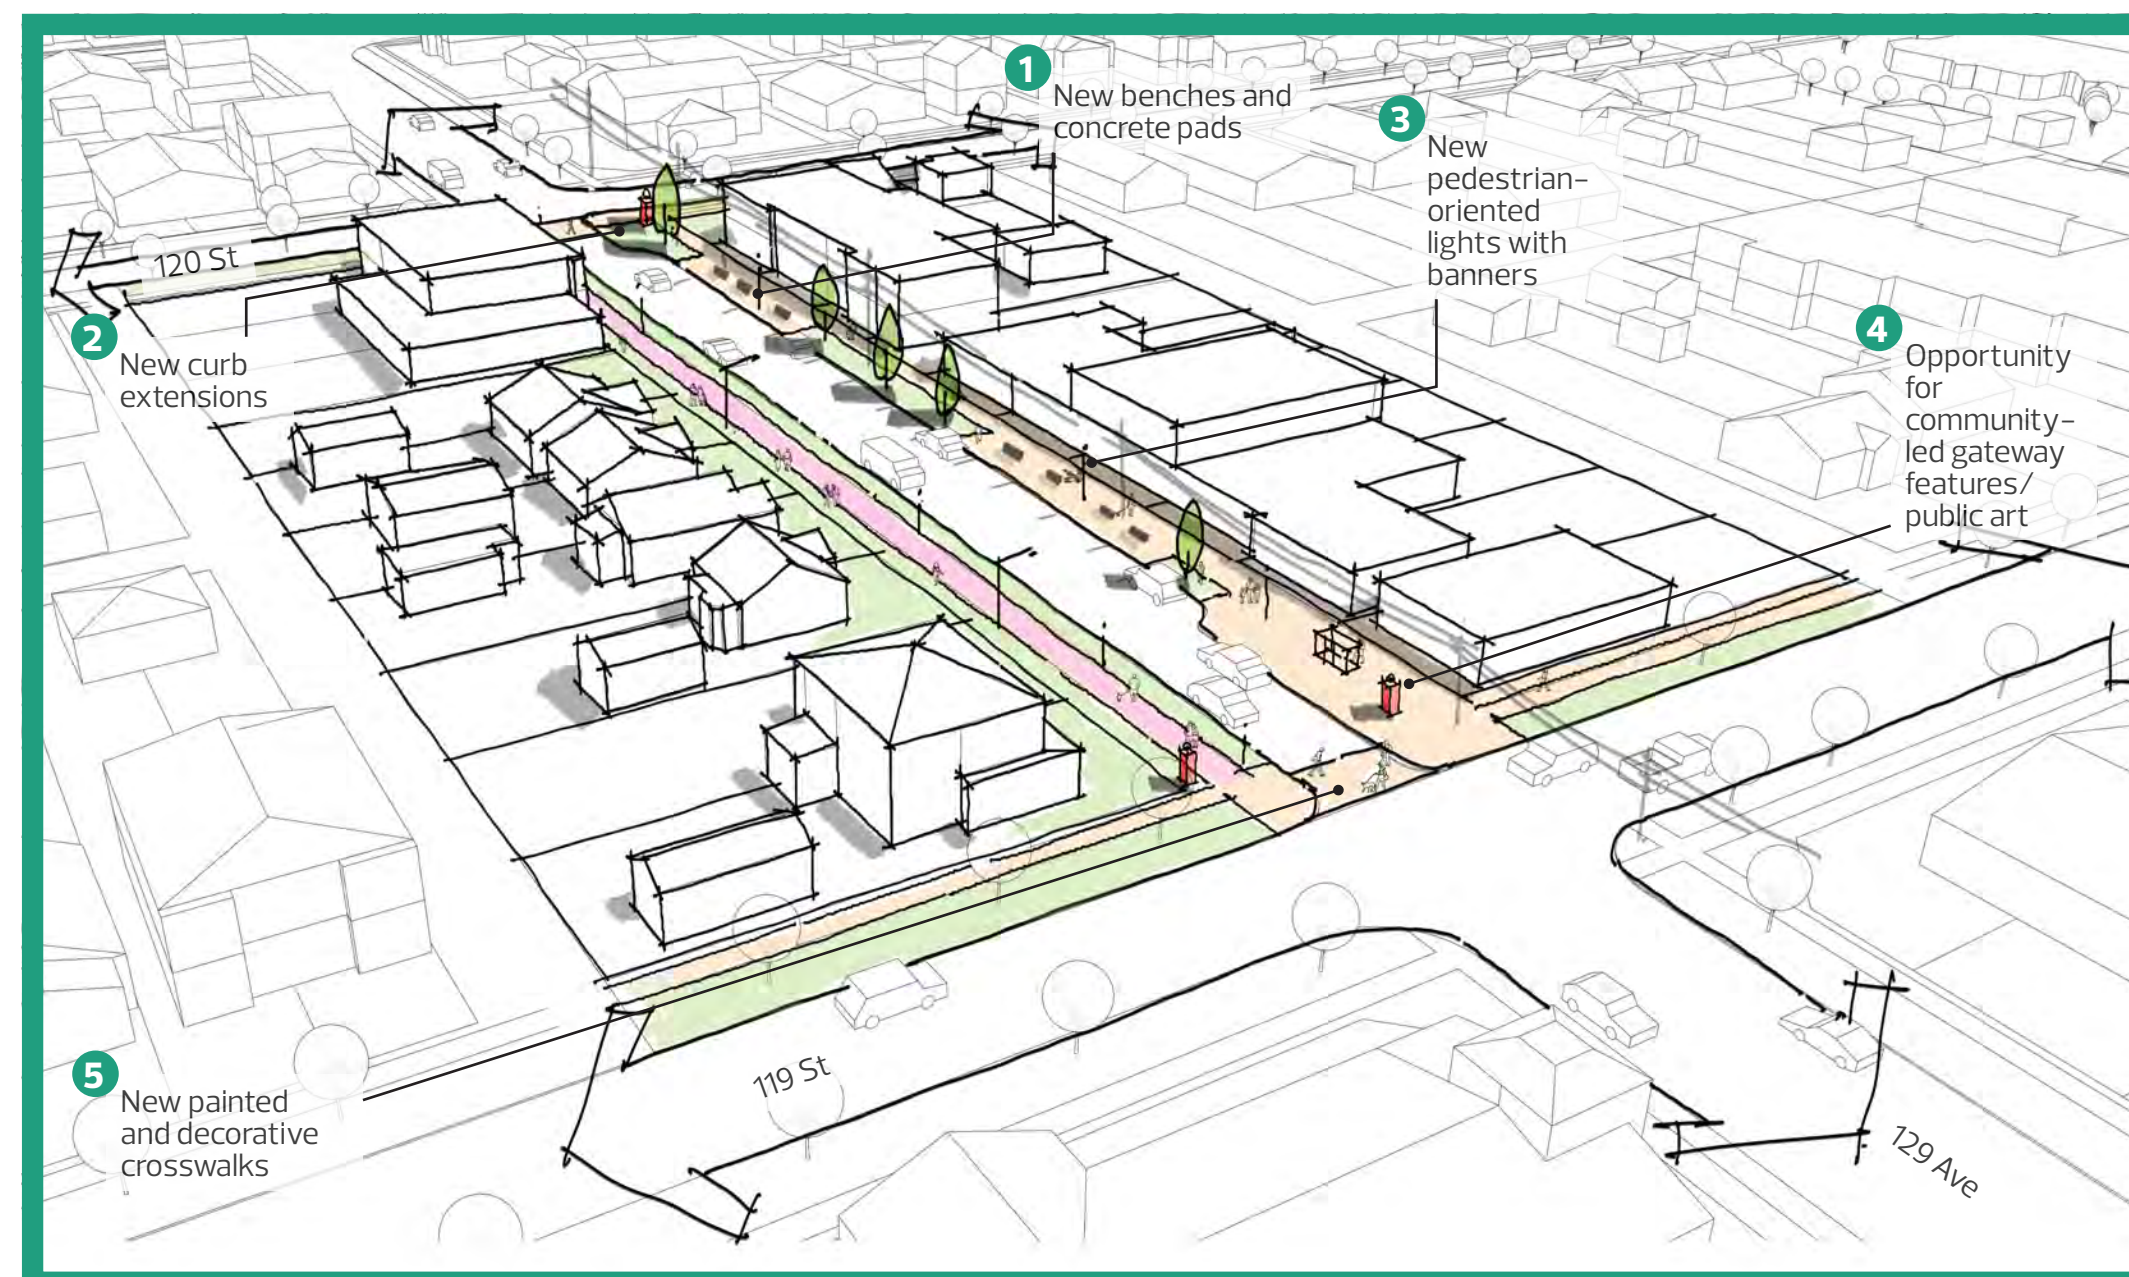 1
New benches and
concrete pads
3
New
pedestrian-
oriented
lights with
banners
120 St
2
New curb
extensions
4
Opportunity
for
community-
led gateway
features/
public art
5
New painted
and decorative
crosswalks
119 St
129 Ave